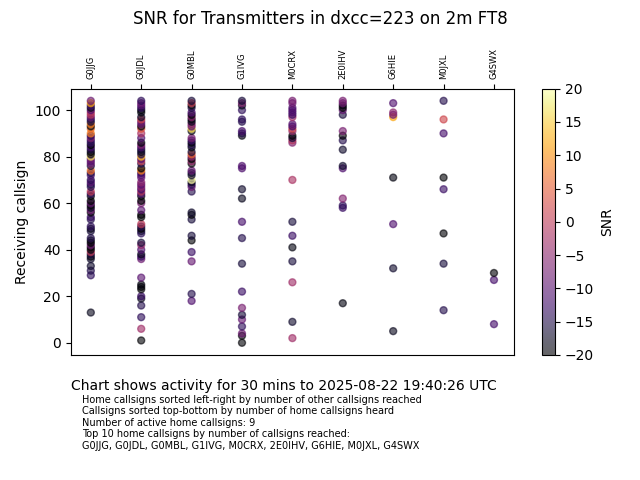 SNR for Transmitters in dxcc=223 on 2m FT8
G0JJG G0JDL G0MBL G1IVG M0CRX 2E0IHV G6HIE M0JXL G4SWX
Receiving callsign
100
80
60
40
20
0
20
15
10
5
0
−5
−10
−15
−20
SNR
Chart shows activity for 30 mins to 2025-08-22 19:40:26 UTC
Home callsigns sorted left-right by number of other callsigns reached
Callsigns sorted top-bottom by number of home callsigns heard
Number of active home callsigns: 9
Top 10 home callsigns by number of callsigns reached:
G0JJG, G0JDL, G0MBL, G1IVG, M0CRX, 2E0IHV, G6HIE, M0JXL, G4SWX